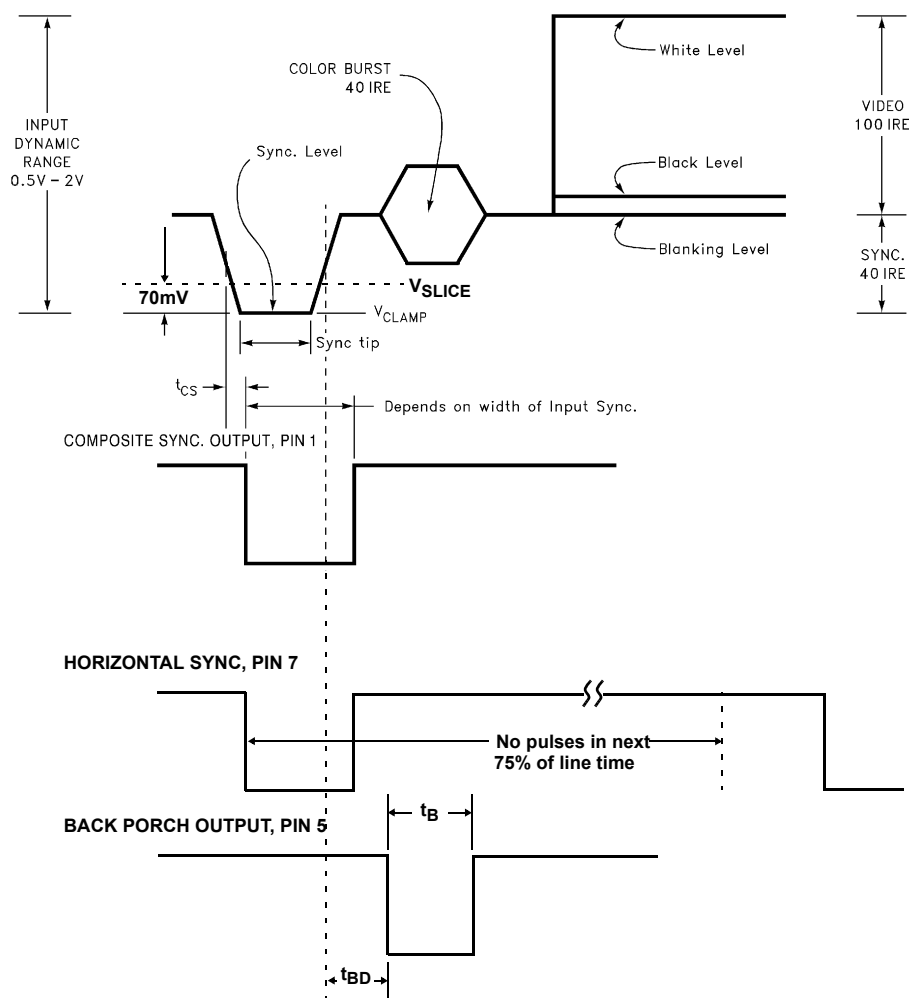 INPUT
DYNAMIC
RANGE
0.5V – 2V
COLOR BURST
40 IRE
Sync. Level
White Level
VIDEO
100 IRE
Black Level
Blanking Level
SYNC.
40 IRE
70mV
VSLICE
VCLAMP
Sync tip
tCS
Depends on width of Input Sync.
COMPOSITE SYNC. OUTPUT, PIN 1
HORIZONTAL SYNC, PIN 7
No pulses in next
75% of line time
tB
BACK PORCH OUTPUT, PIN 5
tBD